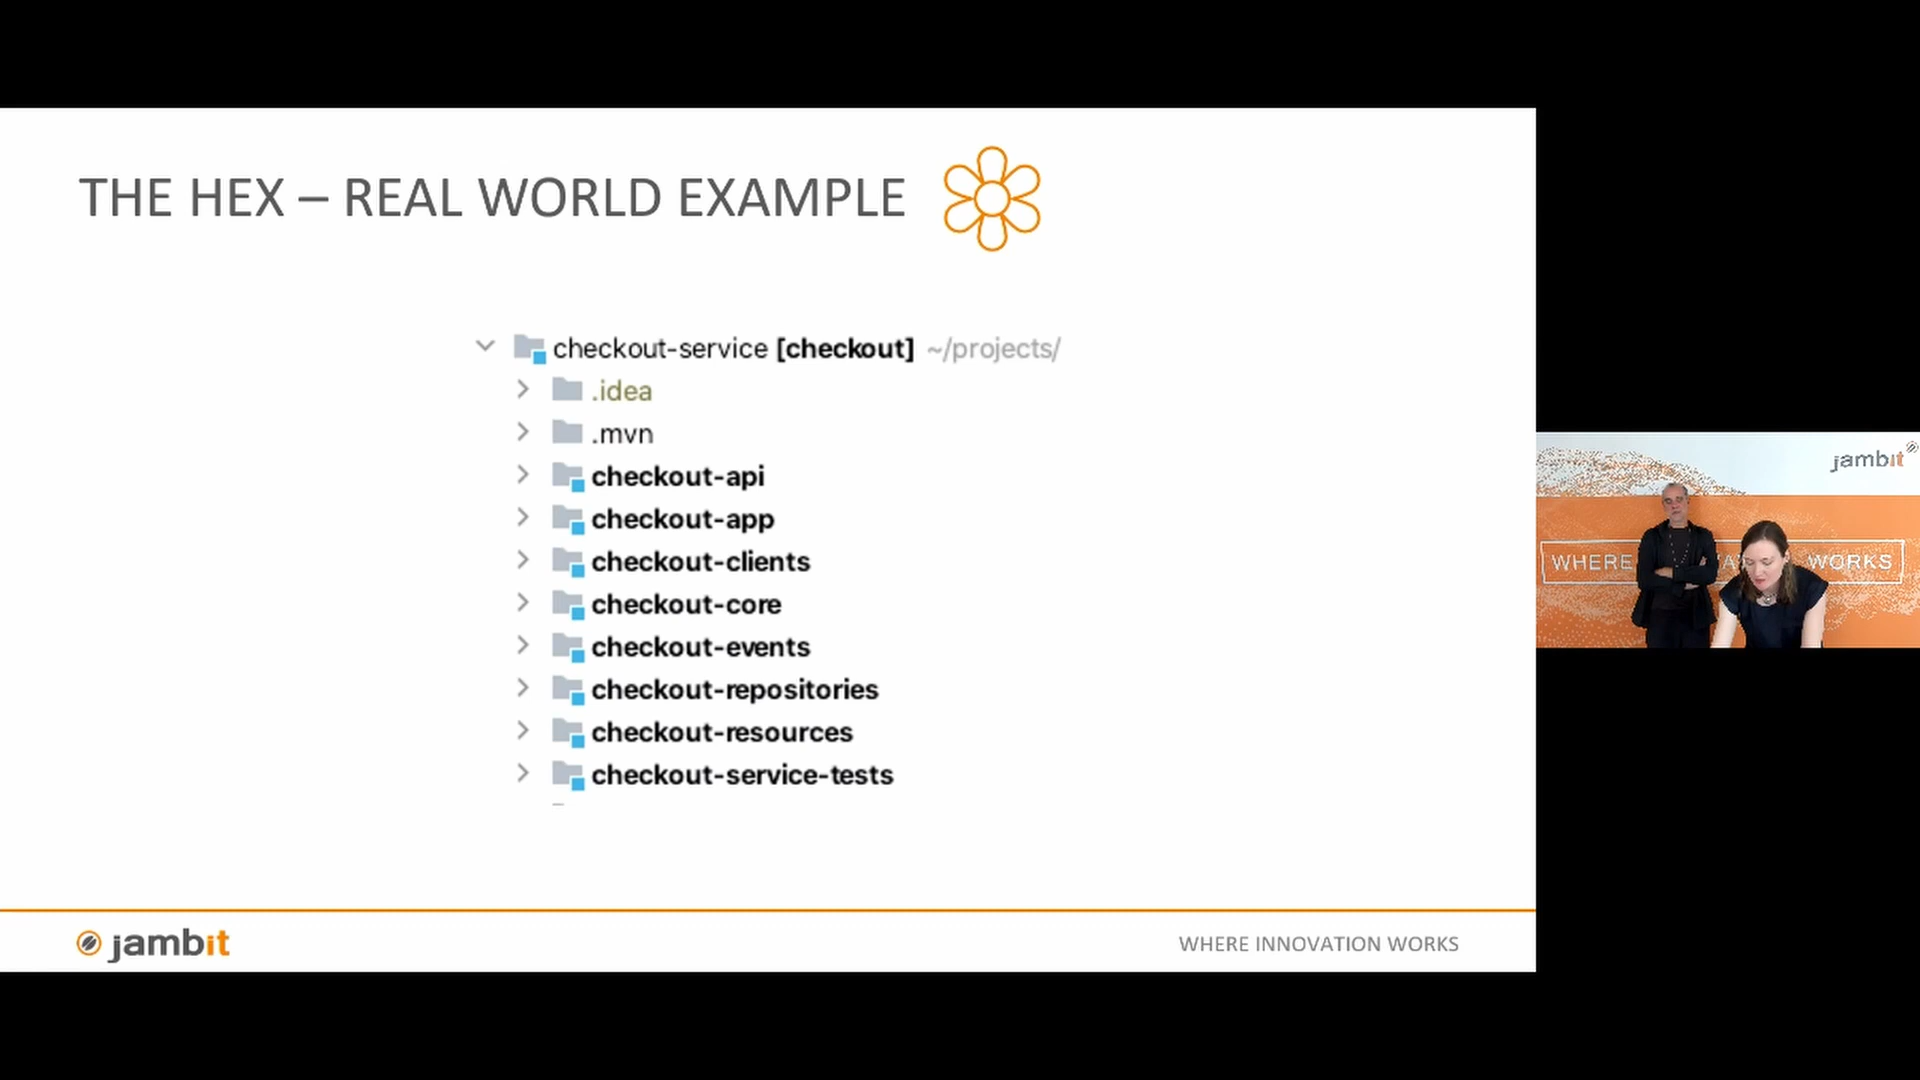 THE HEX – REAL WORLD EXAMPLE
checkout-service [checkout] ~/projects/
.idea
.mvn
checkout-api
checkout-app
checkout-clients
checkout-core
checkout-events
checkout-repositories
checkout-resources
checkout-service-tests
jambit
WHERE INNOVATION WORKS
jambit
WHERE WORKS